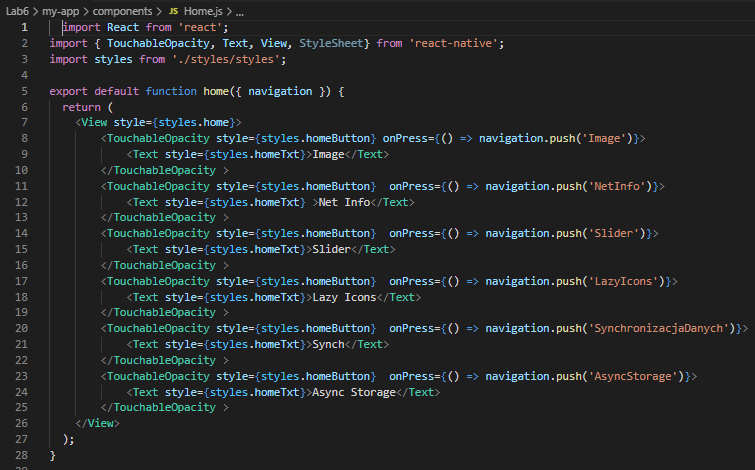 Lab6 > my-app > components > JS Home.js > ...
1 import React from 'react';
2 import { TouchableOpacity, Text, View, StyleSheet} from 'react-native';
3 import styles from './styles/styles';
4
5 export default function home({ navigation }) {
6 return (
7 <View style={styles.home}>
8 <TouchableOpacity style={styles.homeButton} onPress={() => navigation.push('Image')}>
9 <Text style={styles.homeTxt}>Image</Text>
10 </TouchableOpacity >
11 <TouchableOpacity style={styles.homeButton}  onPress={() => navigation.push('NetInfo')}>
12 <Text style={styles.homeTxt} >Net Info</Text>
13 </TouchableOpacity >
14 <TouchableOpacity style={styles.homeButton}  onPress={() => navigation.push('Slider')}>
15 <Text style={styles.homeTxt}>Slider</Text>
16 </TouchableOpacity >
17 <TouchableOpacity style={styles.homeButton}  onPress={() => navigation.push('LazyIcons')}>
18 <Text style={styles.homeTxt}>Lazy Icons</Text>
19 </TouchableOpacity >
20 <TouchableOpacity style={styles.homeButton}  onPress={() => navigation.push('SynchronizacjaDanych')}>
21 <Text style={styles.homeTxt}>Synch</Text>
22 </TouchableOpacity >
23 <TouchableOpacity style={styles.homeButton}  onPress={() => navigation.push('AsyncStorage')}>
24 <Text style={styles.homeTxt}>Async Storage</Text>
25 </TouchableOpacity >
26 </View>
27 );
28 }